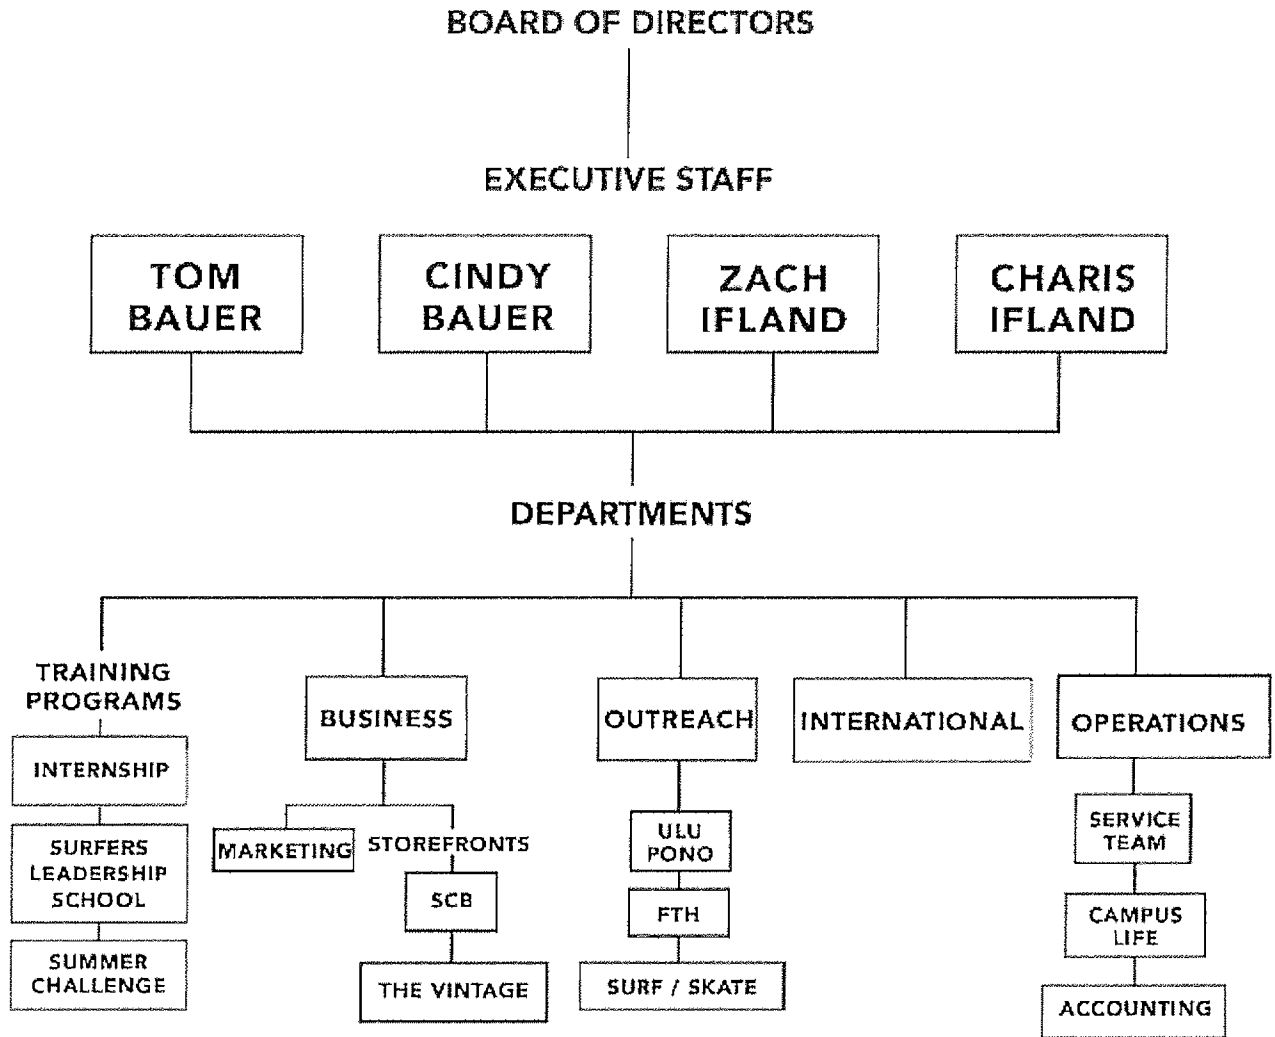 BOARD OF DIRECTORS
EXECUTIVE STAFF
TOM
BAUER
CINDY
BAUER
ZACH
IFLAND
CHARIS
IFLAND
DEPARTMENTS
TRAINING
PROGRAMS
INTERNSHIP
SURFERS
LEADERSHIP
SCHOOL
SUMMER
CHALLENGE
BUSINESS
MARKETING
STOREFRONTS
SCB
THE VINTAGE
OUTREACH
ULU
PONO
FTH
SURF / SKATE
INTERNATIONAL
OPERATIONS
SERVICE
TEAM
CAMPUS
LIFE
ACCOUNTING